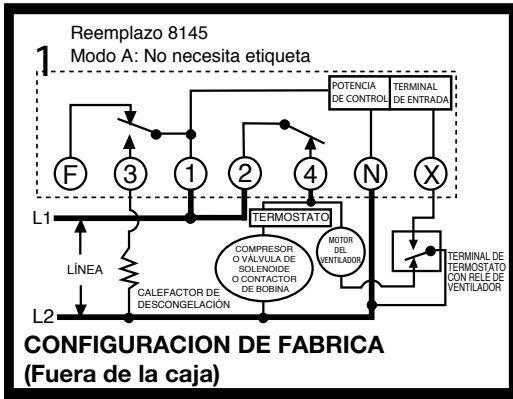 1
Reemplazo 8145
Modo A: No necesita etiqueta
POTENCIA
DE CONTROL
TERMINAL
DE ENTRADA
F
3
1
2
4
N
X
L1
TERMOSTATO
LÍNEA
CALEFACTOR DE
DESCONGELACIÓN
COMPRESOR
O VÁLVULA DE
SOLENOIDE
O CONTACTOR
DE BOBINA
MOTOR
DEL
VENTILADOR
TERMINAL DE
TERMOSTATO
CON RELE DE
VENTILADOR
L2
CONFIGURACION DE FABRICA
(Fuera de la caja)